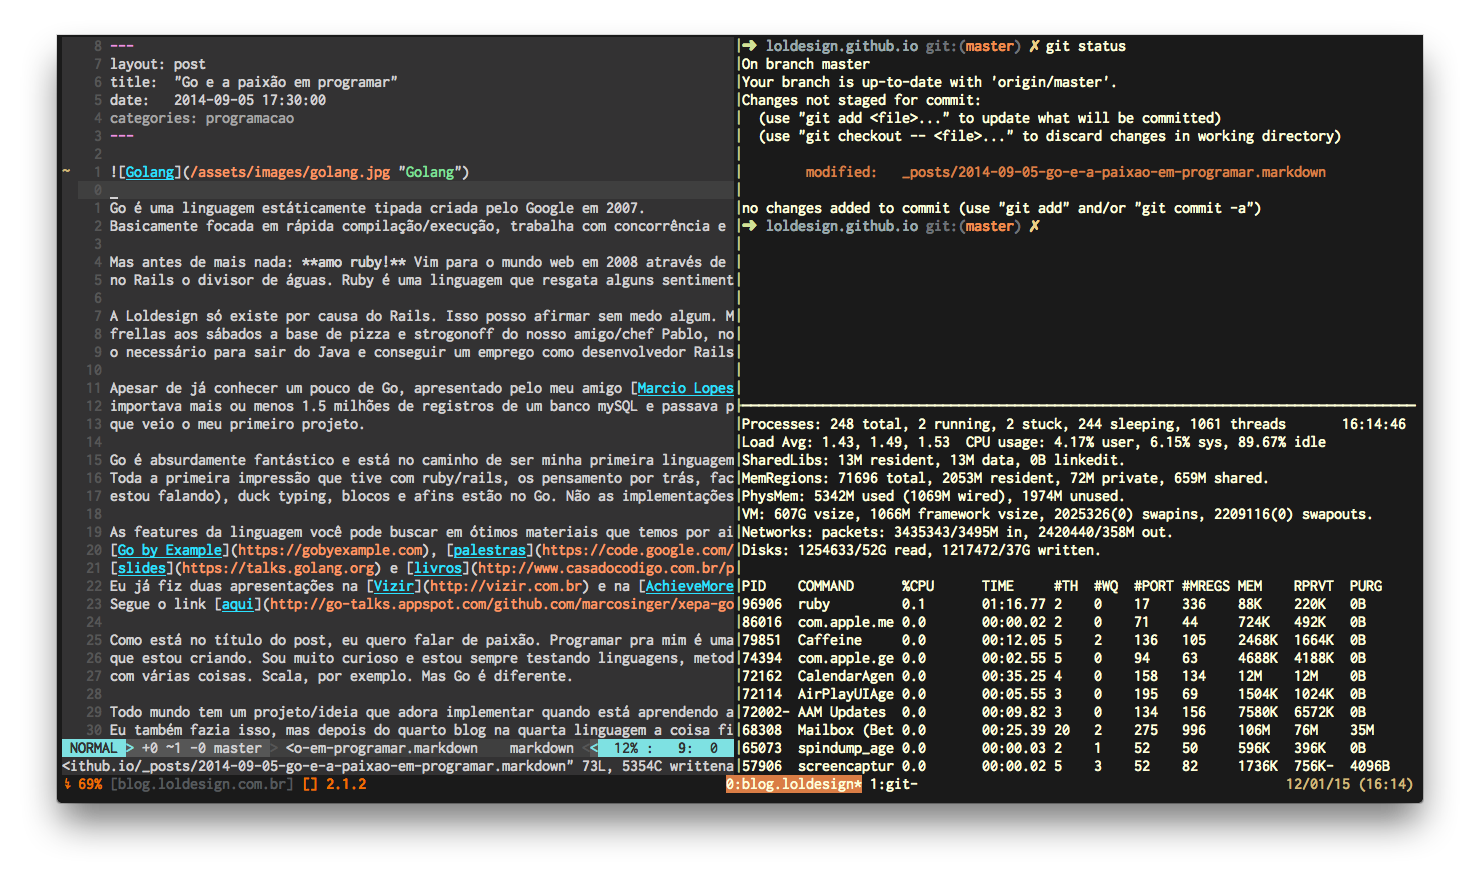 8 ---
7 layout: post
6 title:  "Go e a paixão em programar"
5 date:   2014-09-05 17:30:00
4 categories: programacao
3 ---
2
~ 1 ![Golang](/assets/images/golang.jpg "Golang")
0
1 Go é uma linguagem estáticamente tipada criada pelo Google em 2007.
2 Basicamente focada em rápida compilação/execução, trabalha com concorrência e
3
4 Mas antes de mais nada: **amo ruby!** Vim para o mundo web em 2008 através de
5 no Rails o divisor de águas. Ruby é uma linguagem que resgata alguns sentiment
6
7 A Loldesign só existe por causa do Rails. Isso posso afirmar sem medo algum. M
8 frellas aos sábados a base de pizza e strogonoff do nosso amigo/chef Pablo, no
9 o necessário para sair do Java e conseguir um emprego como desenvolvedor Rails
10
11 Apesar de já conhecer um pouco de Go, apresentado pelo meu amigo [Marcio Lopes
12 importava mais ou menos 1.5 milhões de registros de um banco mySQL e passava p
13 que veio o meu primeiro projeto.
14
15 Go é absurdamente fantástico e está no caminho de ser minha primeira linguagem
16 Toda a primeira impressão que tive com ruby/rails, os pensamento por trás, fac
17 estou falando), duck typing, blocos e afins estão no Go. Não as implementações
18
19 As features da linguagem você pode buscar em ótimos materiais que temos por ai
20 [Go by Example](https://gobyexample.com), [palestras](https://code.google.com/
21 [slides](https://talks.golang.org) e [livros](http://www.casadocodigo.com.br/p
22 Eu já fiz duas apresentações na [Vizir](http://vizir.com.br) e na [AchieveMore
23 Segue o link [aqui](http://go-talks.appspot.com/github.com/marcosinger/xepa-go
24
25 Como está no título do post, eu quero falar de paixão. Programar pra mim é uma
26 que estou criando. Sou muito curioso e estou sempre testando linguagens, metod
27 com várias coisas. Scala, por exemplo. Mas Go é diferente.
28
29 Todo mundo tem um projeto/ideia que adora implementar quando está aprendendo a
30 Eu também fazia isso, mas depois do quarto blog na quarta linguagem a coisa fi
NORMAL > +0 ~1 -0 master > <o-em-programar.markdown    markdown <<  12% :   9:  0
<ithub.io/_posts/2014-09-05-go-e-a-paixao-em-programar.markdown" 73L, 5354C writtena
➜ loldesign.github.io git:(master) ✗ git status
On branch master
Your branch is up-to-date with 'origin/master'.
Changes not staged for commit:
(use "git add <file>..." to update what will be committed)
(use "git checkout -- <file>..." to discard changes in working directory)
modified:   _posts/2014-09-05-go-e-a-paixao-em-programar.markdown
no changes added to commit (use "git add" and/or "git commit -a")
➜ loldesign.github.io git:(master) ✗
Processes: 248 total, 2 running, 2 stuck, 244 sleeping, 1061 threads       16:14:46
Load Avg: 1.43, 1.49, 1.53  CPU usage: 4.17% user, 6.15% sys, 89.67% idle
SharedLibs: 13M resident, 13M data, 0B linkedit.
MemRegions: 71696 total, 2053M resident, 72M private, 659M shared.
PhysMem: 5342M used (1069M wired), 1974M unused.
VM: 607G vsize, 1066M framework vsize, 2025326(0) swapins, 2209116(0) swapouts.
Networks: packets: 3435343/3495M in, 2420440/358M out.
Disks: 1254633/52G read, 1217472/37G written.
PID    COMMAND      %CPU      TIME     #TH  #WQ  #PORT #MREGS MEM    RPRVT  PURG
96906  ruby         0.1       01:16.77 2    0    17    336    88K    220K   0B
86016  com.apple.me 0.0       00:00.02 2    0    71    44     724K   492K   0B
79851  Caffeine     0.0       00:12.05 5    2    136   105    2468K  1664K  0B
74394  com.apple.ge 0.0       00:02.55 5    0    94    63     4688K  4188K  0B
72162  CalendarAgen 0.0       00:35.25 4    0    158   134    12M    12M    0B
72114  AirPlayUIAge 0.0       00:05.55 3    0    195   69     1504K  1024K  0B
72002- AAM Updates  0.0       00:09.82 3    0    134   156    7580K  6572K  0B
68308  Mailbox (Bet 0.0       00:25.39 20   2    275   996    106M   76M    35M
65073  spindump_age 0.0       00:00.03 2    1    52    50     596K   396K   0B
57906  screencaptur 0.0       00:00.02 5    3    52    82     1736K  756K-  4096B
↯ 69% [blog.loldesign.com.br] [] 2.1.2    0:blog.loldesign* 1:git-    12/01/15 (16:14)